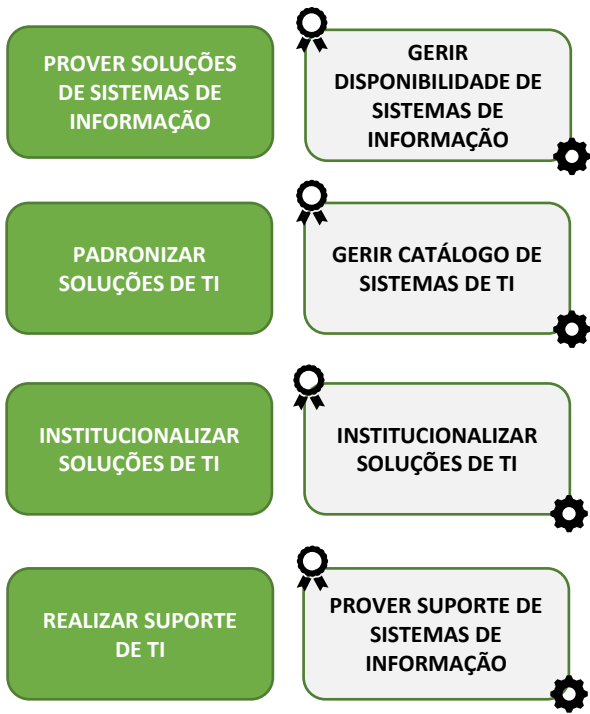 PROVER SOLUÇÕES
DE SISTEMAS DE
INFORMAÇÃO
GERIR
DISPONIBILIDADE DE
SISTEMAS DE
INFORMAÇÃO
PADRONIZAR
SOLUÇÕES DE TI
GERIR CATÁLOGO DE
SISTEMAS DE TI
INSTITUCIONALIZAR
SOLUÇÕES DE TI
INSTITUCIONALIZAR
SOLUÇÕES DE TI
REALIZAR SUPORTE
DE TI
PROVER SUPORTE DE
SISTEMAS DE
INFORMAÇÃO